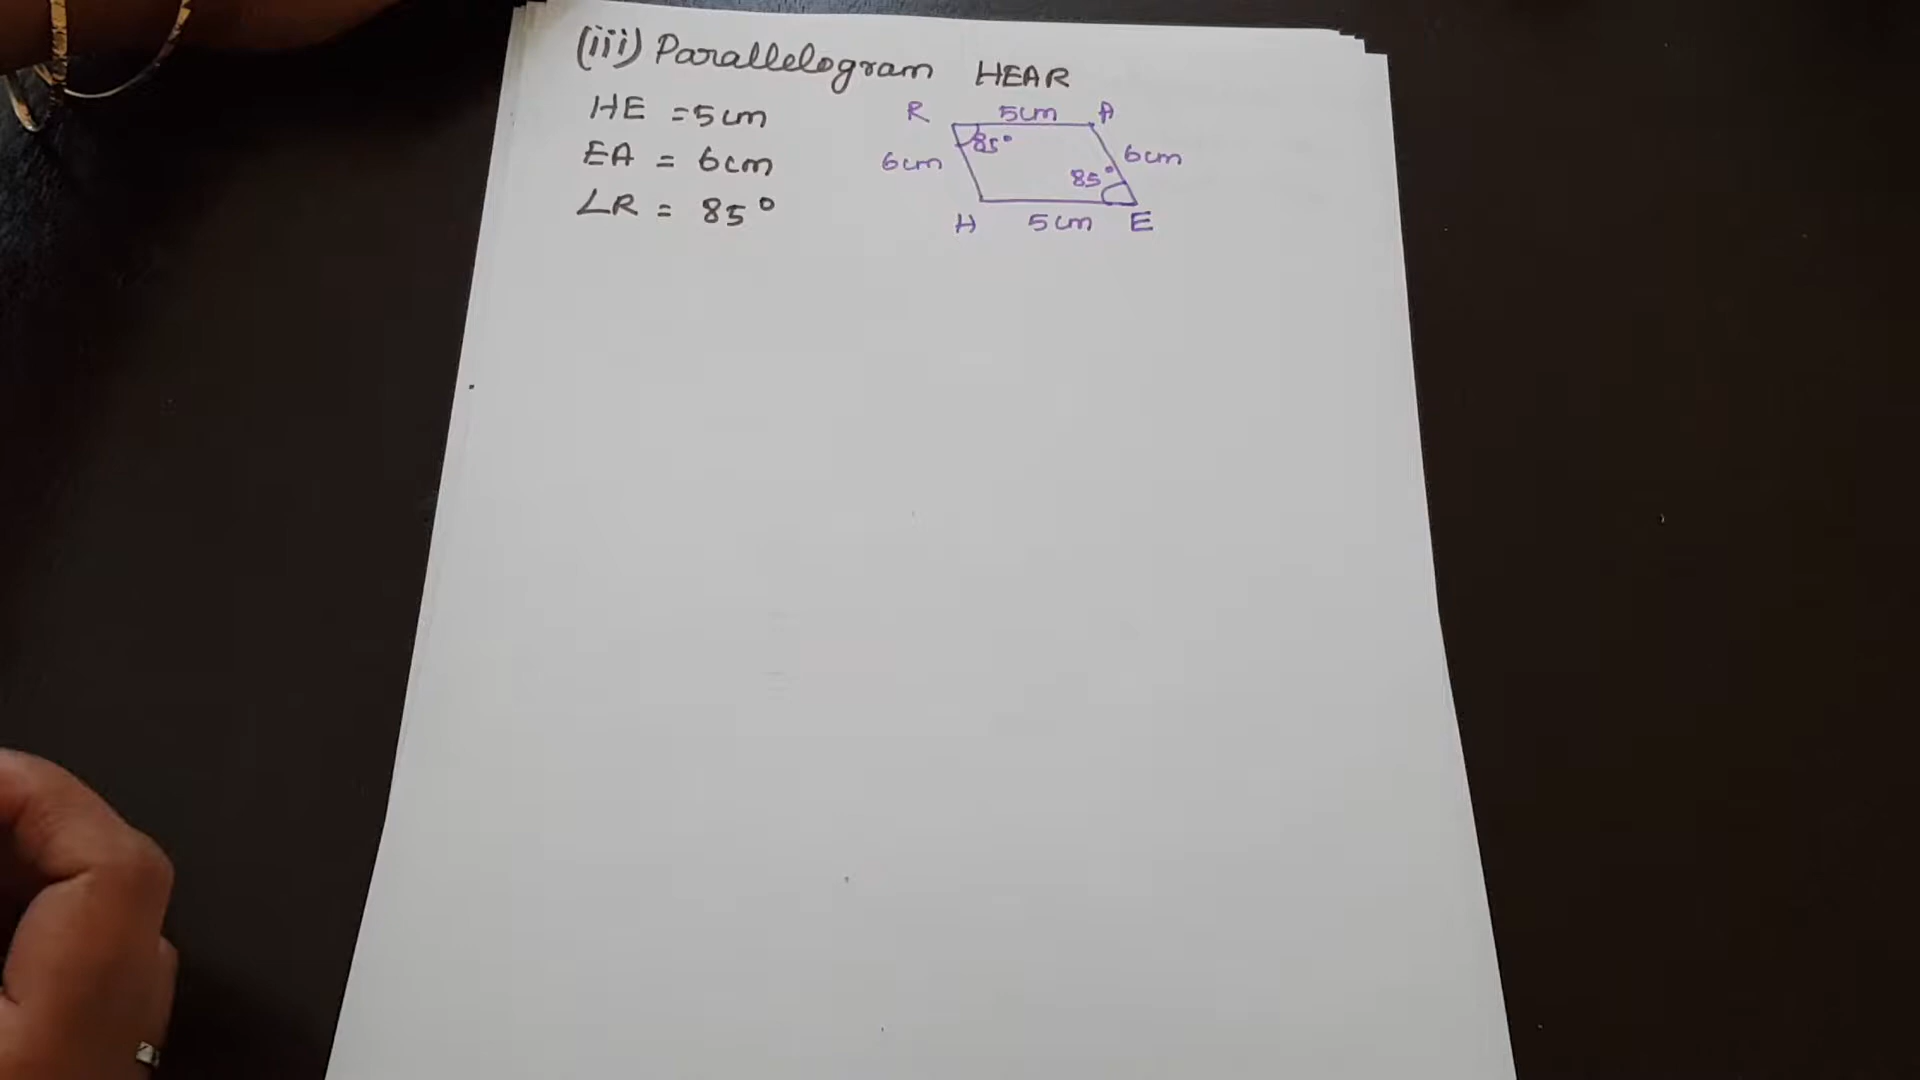 (iii) Parallelogram HEAR
HE = 5cm
EA = 6cm
∠R = 85°
R 5cm A
85°
6cm 6cm
85°
H 5cm E